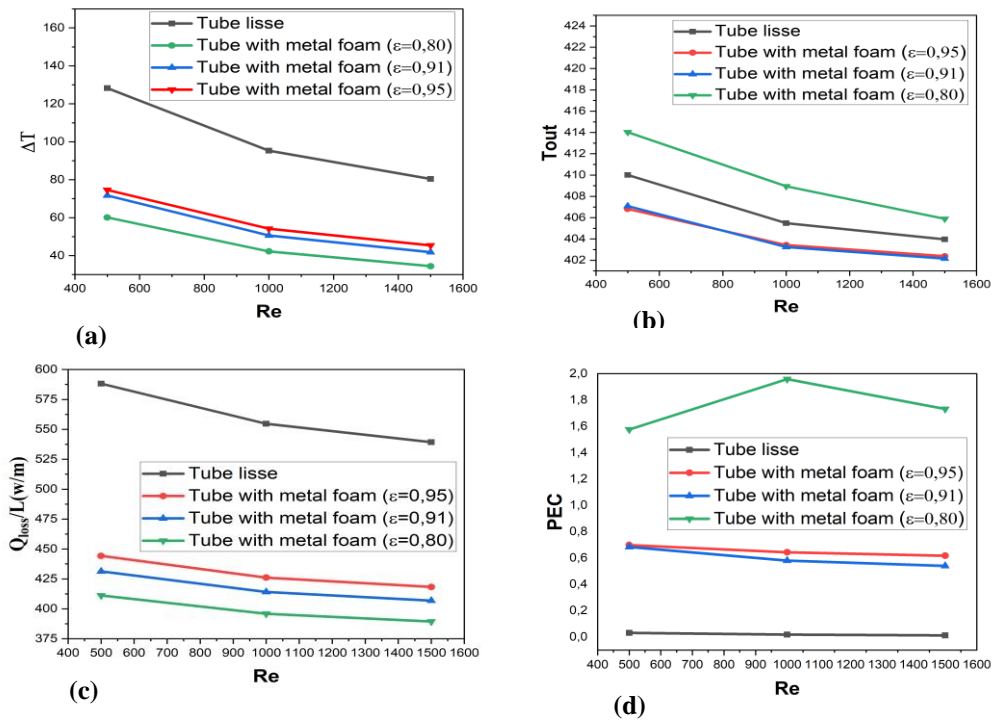 160
140
120
100
80
60
40
ΔT
Tube lisse
Tube with metal foam (ε=0,80)
Tube with metal foam (ε=0,91)
Tube with metal foam (ε=0,95)
400 600 800 1000 1200 1400 1600
Re
(a)
424
422
420
418
416
414
412
410
408
406
404
402
Tout
Tube lisse
Tube with metal foam (ε=0,95)
Tube with metal foam (ε=0,91)
Tube with metal foam (ε=0,80)
400 600 800 1000 1200 1400 1600
Re
(b)
600
575
550
525
500
475
450
425
400
375
Qloss/L(w/m)
Tube lisse
Tube with metal foam (ε=0,95)
Tube with metal foam (ε=0,91)
Tube with metal foam (ε=0,80)
400 500 600 700 800 900 1000 1100 1200 1300 1400 1500 1600
Re
(c)
2,0
1,8
1,6
1,4
1,2
1,0
0,8
0,6
0,4
0,2
0,0
PEC
Tube lisse
Tube with metal foam (ε=0,95)
Tube with metal foam (ε=0,91)
Tube with metal foam (ε=0,80)
400 500 600 700 800 900 1000 1100 1200 1300 1400 1500 1600
Re
(d)